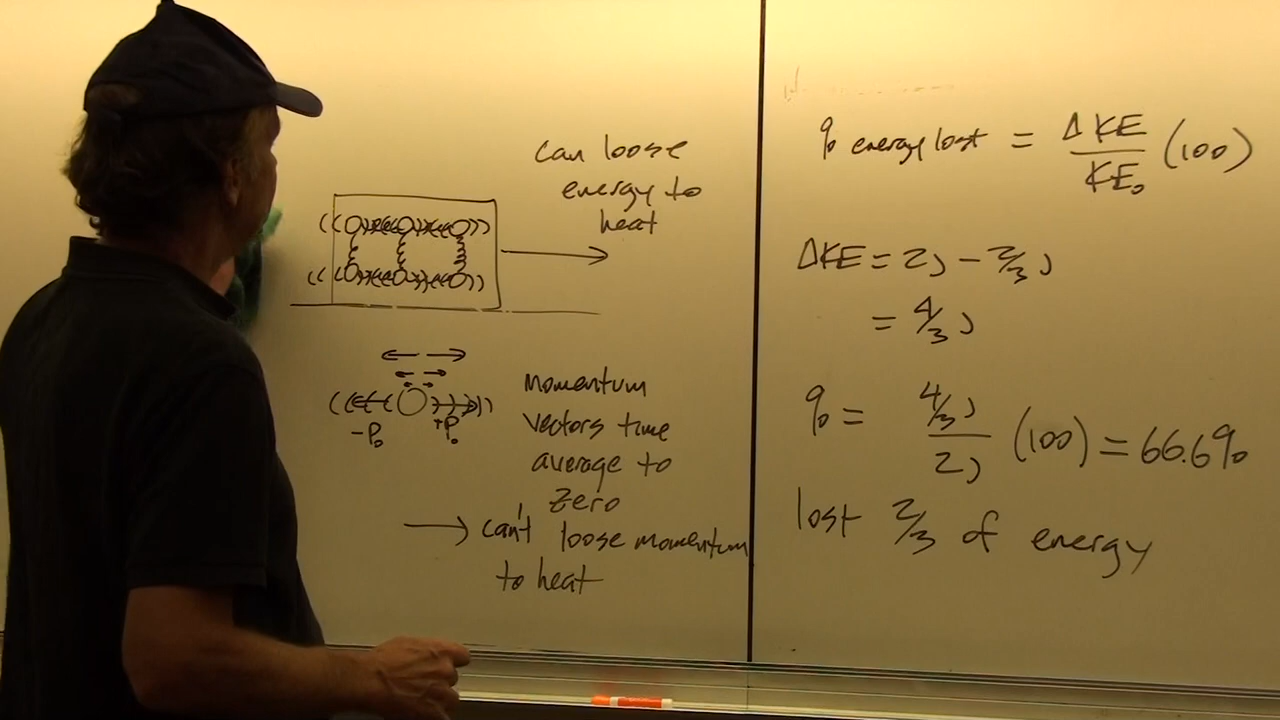 can loose
energy to
heat
-P₀ +P₀
momentum
vectors time
average to
zero
→ can't loose momentum
to heat
% energy lost = ΔKE/KE₀ (100)
ΔKE = 2J - 2/3J
= 4/3 J
% = 4/3J / 2J (100) = 66.6%
lost 2/3 of energy